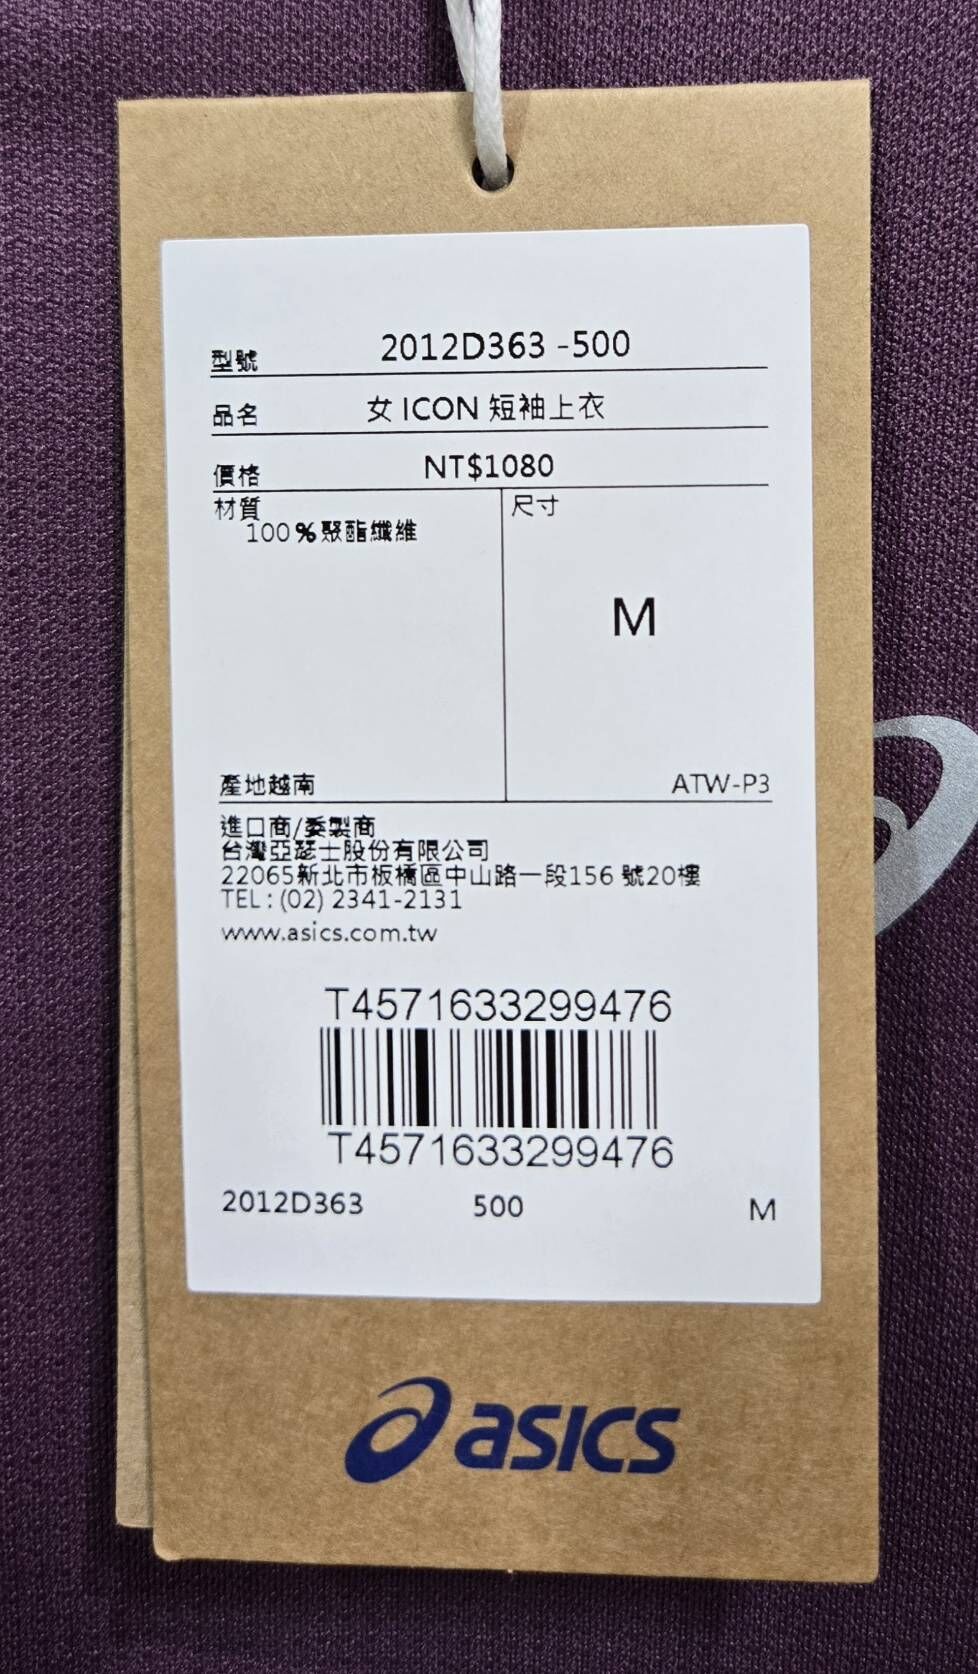 型號 2012D363 -500
品名 女 ICON 短袖上衣
價格 NT$1080
材質 尺寸
100%聚酯纖維
M
產地越南 ATW-P3
進口商/委製商
台灣亞瑟士股份有限公司
22065新北市板橋區中山路一段156 號20樓
TEL : (02) 2341-2131
www.asics.com.tw
T4571633299476
T4571633299476
2012D363 500 M
asics